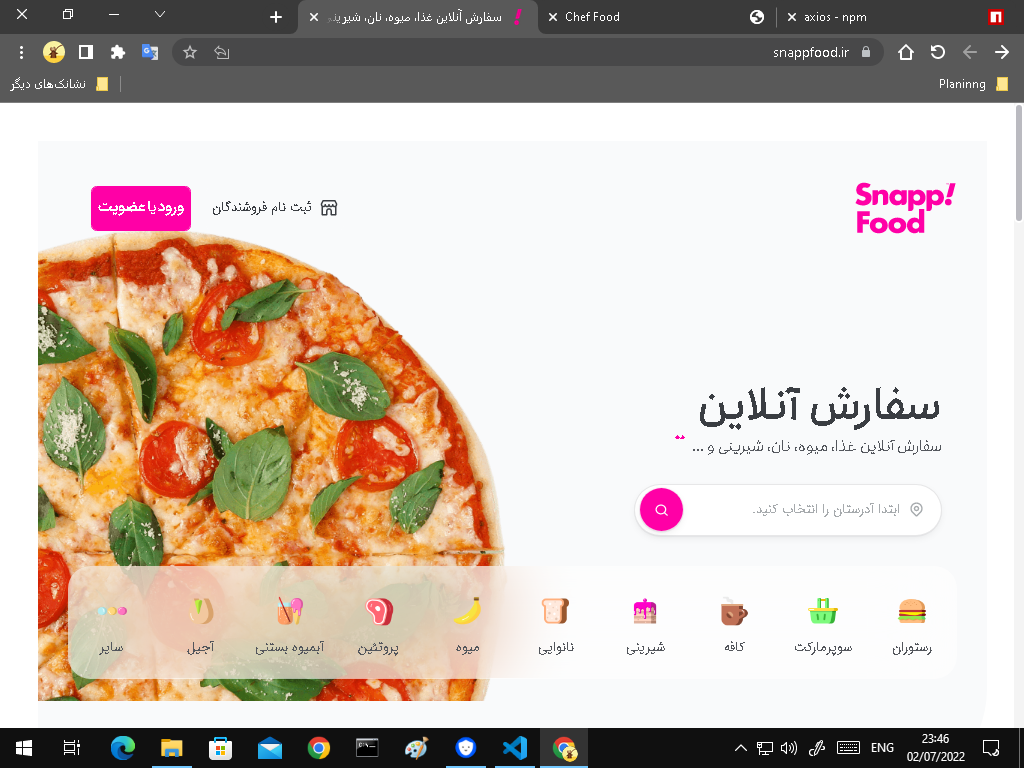 سفارش آنلاین غذا، میوه، نان، شیرینی
Chef Food
axios - npm
snappfood.ir
نشانک‌های دیگر
Planinng
Snapp!
Food
ثبت نام فروشندگان
ورود یا عضویت
سفارش آنلاین
سفارش آنلاین غذا، میوه، نان، شیرینی و ...
ابتدا آدرستان را انتخاب کنید.
رستوران
سوپرمارکت
کافه
شیرینی
نانوایی
میوه
پروتئین
آبمیوه بستنی
آجیل
سایر
ENG
23:46
02/07/2022